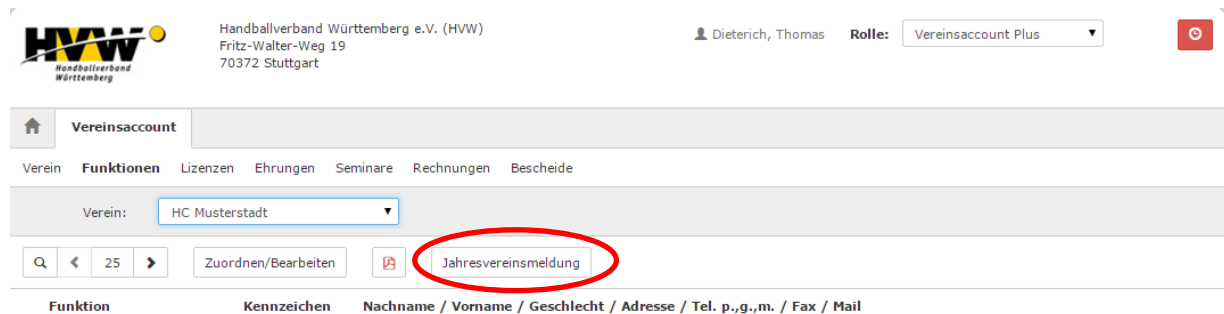 HVW
Handballverband
Württemberg
Handballverband Württemberg e.V. (HVW)
Fritz-Walter-Weg 19
70372 Stuttgart
Dieterich, Thomas Rolle: Vereinsaccount Plus
Vereinsaccount
Verein Funktionen Lizenzen Ehrungen Seminare Rechnungen Bescheide
Verein: HC Musterstadt
25 Zuordnen/Bearbeiten Jahresvereinsmeldung
Funktion Kennzeichen Nachname / Vorname / Geschlecht / Adresse / Tel. p.,g.,m. / Fax / Mail